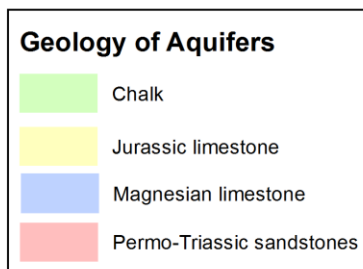 Geology of Aquifers
Chalk
Jurassic limestone
Magnesian limestone
Permo-Triassic sandstones